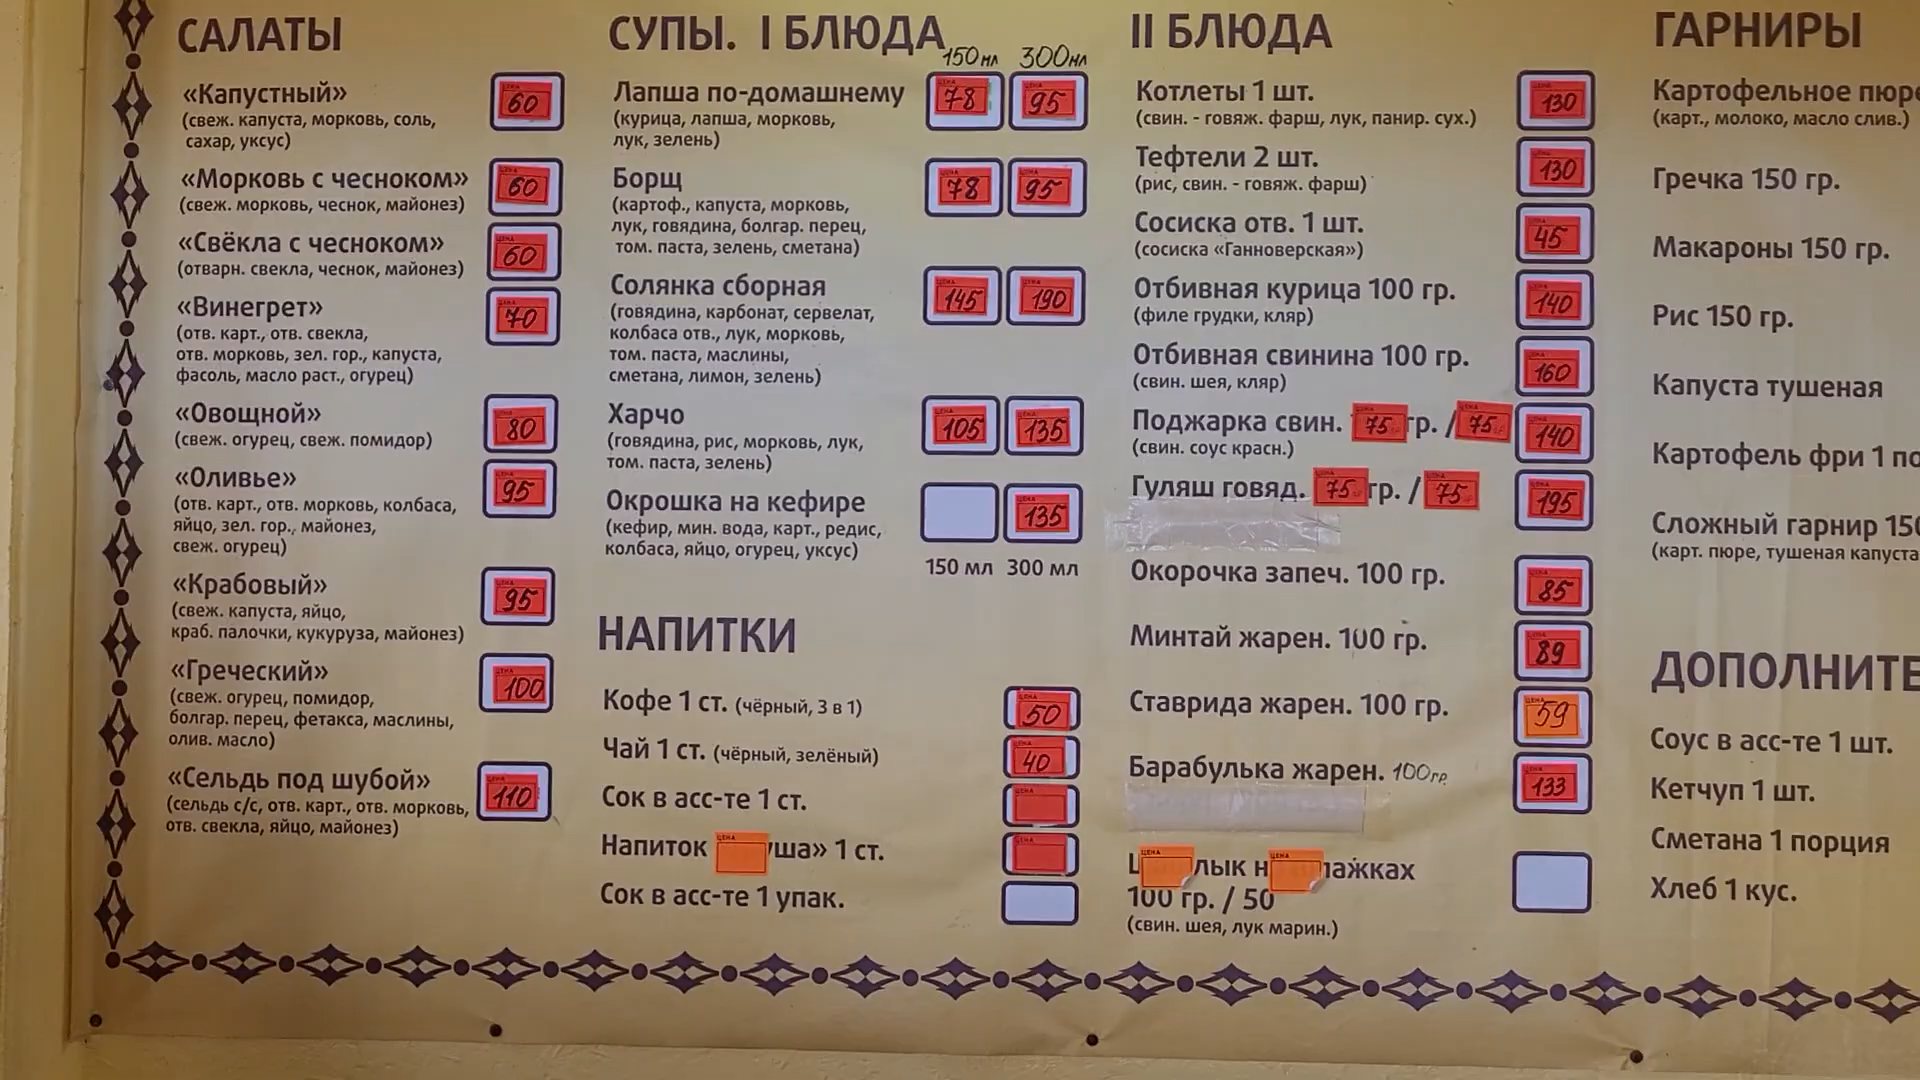 САЛАТЫ
«Капустный» 60
(свеж. капуста, морковь, соль,
сахар, уксус)
«Морковь с чесноком» 60
(свеж. морковь, чеснок, майонез)
«Свёкла с чесноком» 60
(отварн. свекла, чеснок, майонез)
«Винегрет» 70
(отв. карт., отв. свекла,
отв. морковь, зел. гор., капуста,
фасоль, масло раст., огурец)
«Овощной» 80
(свеж. огурец, свеж. помидор)
«Оливье» 95
(отв. карт., отв. морковь, колбаса,
яйцо, зел. гор., майонез,
свеж. огурец)
«Крабовый» 95
(свеж. капуста, яйцо,
краб. палочки, кукуруза, майонез)
«Греческий» 100
(свеж. огурец, помидор,
болгар. перец, фетакса, маслины,
олив. масло)
«Сельдь под шубой» 110
(сельдь с/с, отв. карт., отв. морковь,
отв. свекла, яйцо, майонез)
СУПЫ. I БЛЮДА
150 мл 300 мл
Лапша по-домашнему 78 95
(курица, лапша, морковь,
лук, зелень)
Борщ 78 95
(картоф., капуста, морковь,
лук, говядина, болгар. перец,
том. паста, зелень, сметана)
Солянка сборная 145 190
(говядина, карбонат, сервелат,
колбаса отв., лук, морковь,
том. паста, маслины,
сметана, лимон, зелень)
Харчо 105 135
(говядина, рис, морковь, лук,
том. паста, зелень)
Окрошка на кефире 135
(кефир, мин. вода, карт., редис,
колбаса, яйцо, огурец, уксус)
150 мл 300 мл
НАПИТКИ
Кофе 1 ст. (чёрный, 3 в 1) 50
Чай 1 ст. (чёрный, зелёный) 40
Сок в асс-те 1 ст.
Напиток уша» 1 ст.
Сок в асс-те 1 упак.
II БЛЮДА
Котлеты 1 шт. 130
(свин. - говяж. фарш, лук, панир. сух.)
Тефтели 2 шт. 130
(рис, свин. - говяж. фарш)
Сосиска отв. 1 шт. 45
(сосиска «Ганноверская»)
Отбивная курица 100 гр. 140
(филе грудки, кляр)
Отбивная свинина 100 гр. 160
(свин. шея, кляр)
Поджарка свин. 75 гр. / 75 140
(свин. соус красн.)
Гуляш говяд. 75 гр. / 75 195
Окорочка запеч. 100 гр. 85
Минтай жарен. 100 гр. 89
Ставрида жарен. 100 гр. 59
Барабулька жарен. 100гр. 133
лык н ажках
100 гр. / 50
(свин. шея, лук марин.)
ГАРНИРЫ
Картофельное пюре
(карт., молоко, масло слив.)
Гречка 150 гр.
Макароны 150 гр.
Рис 150 гр.
Капуста тушеная
Картофель фри 1 по
Сложный гарнир 150
(карт. пюре, тушеная капуста
ДОПОЛНИТЕ
Соус в асс-те 1 шт.
Кетчуп 1 шт.
Сметана 1 порция
Хлеб 1 кус.